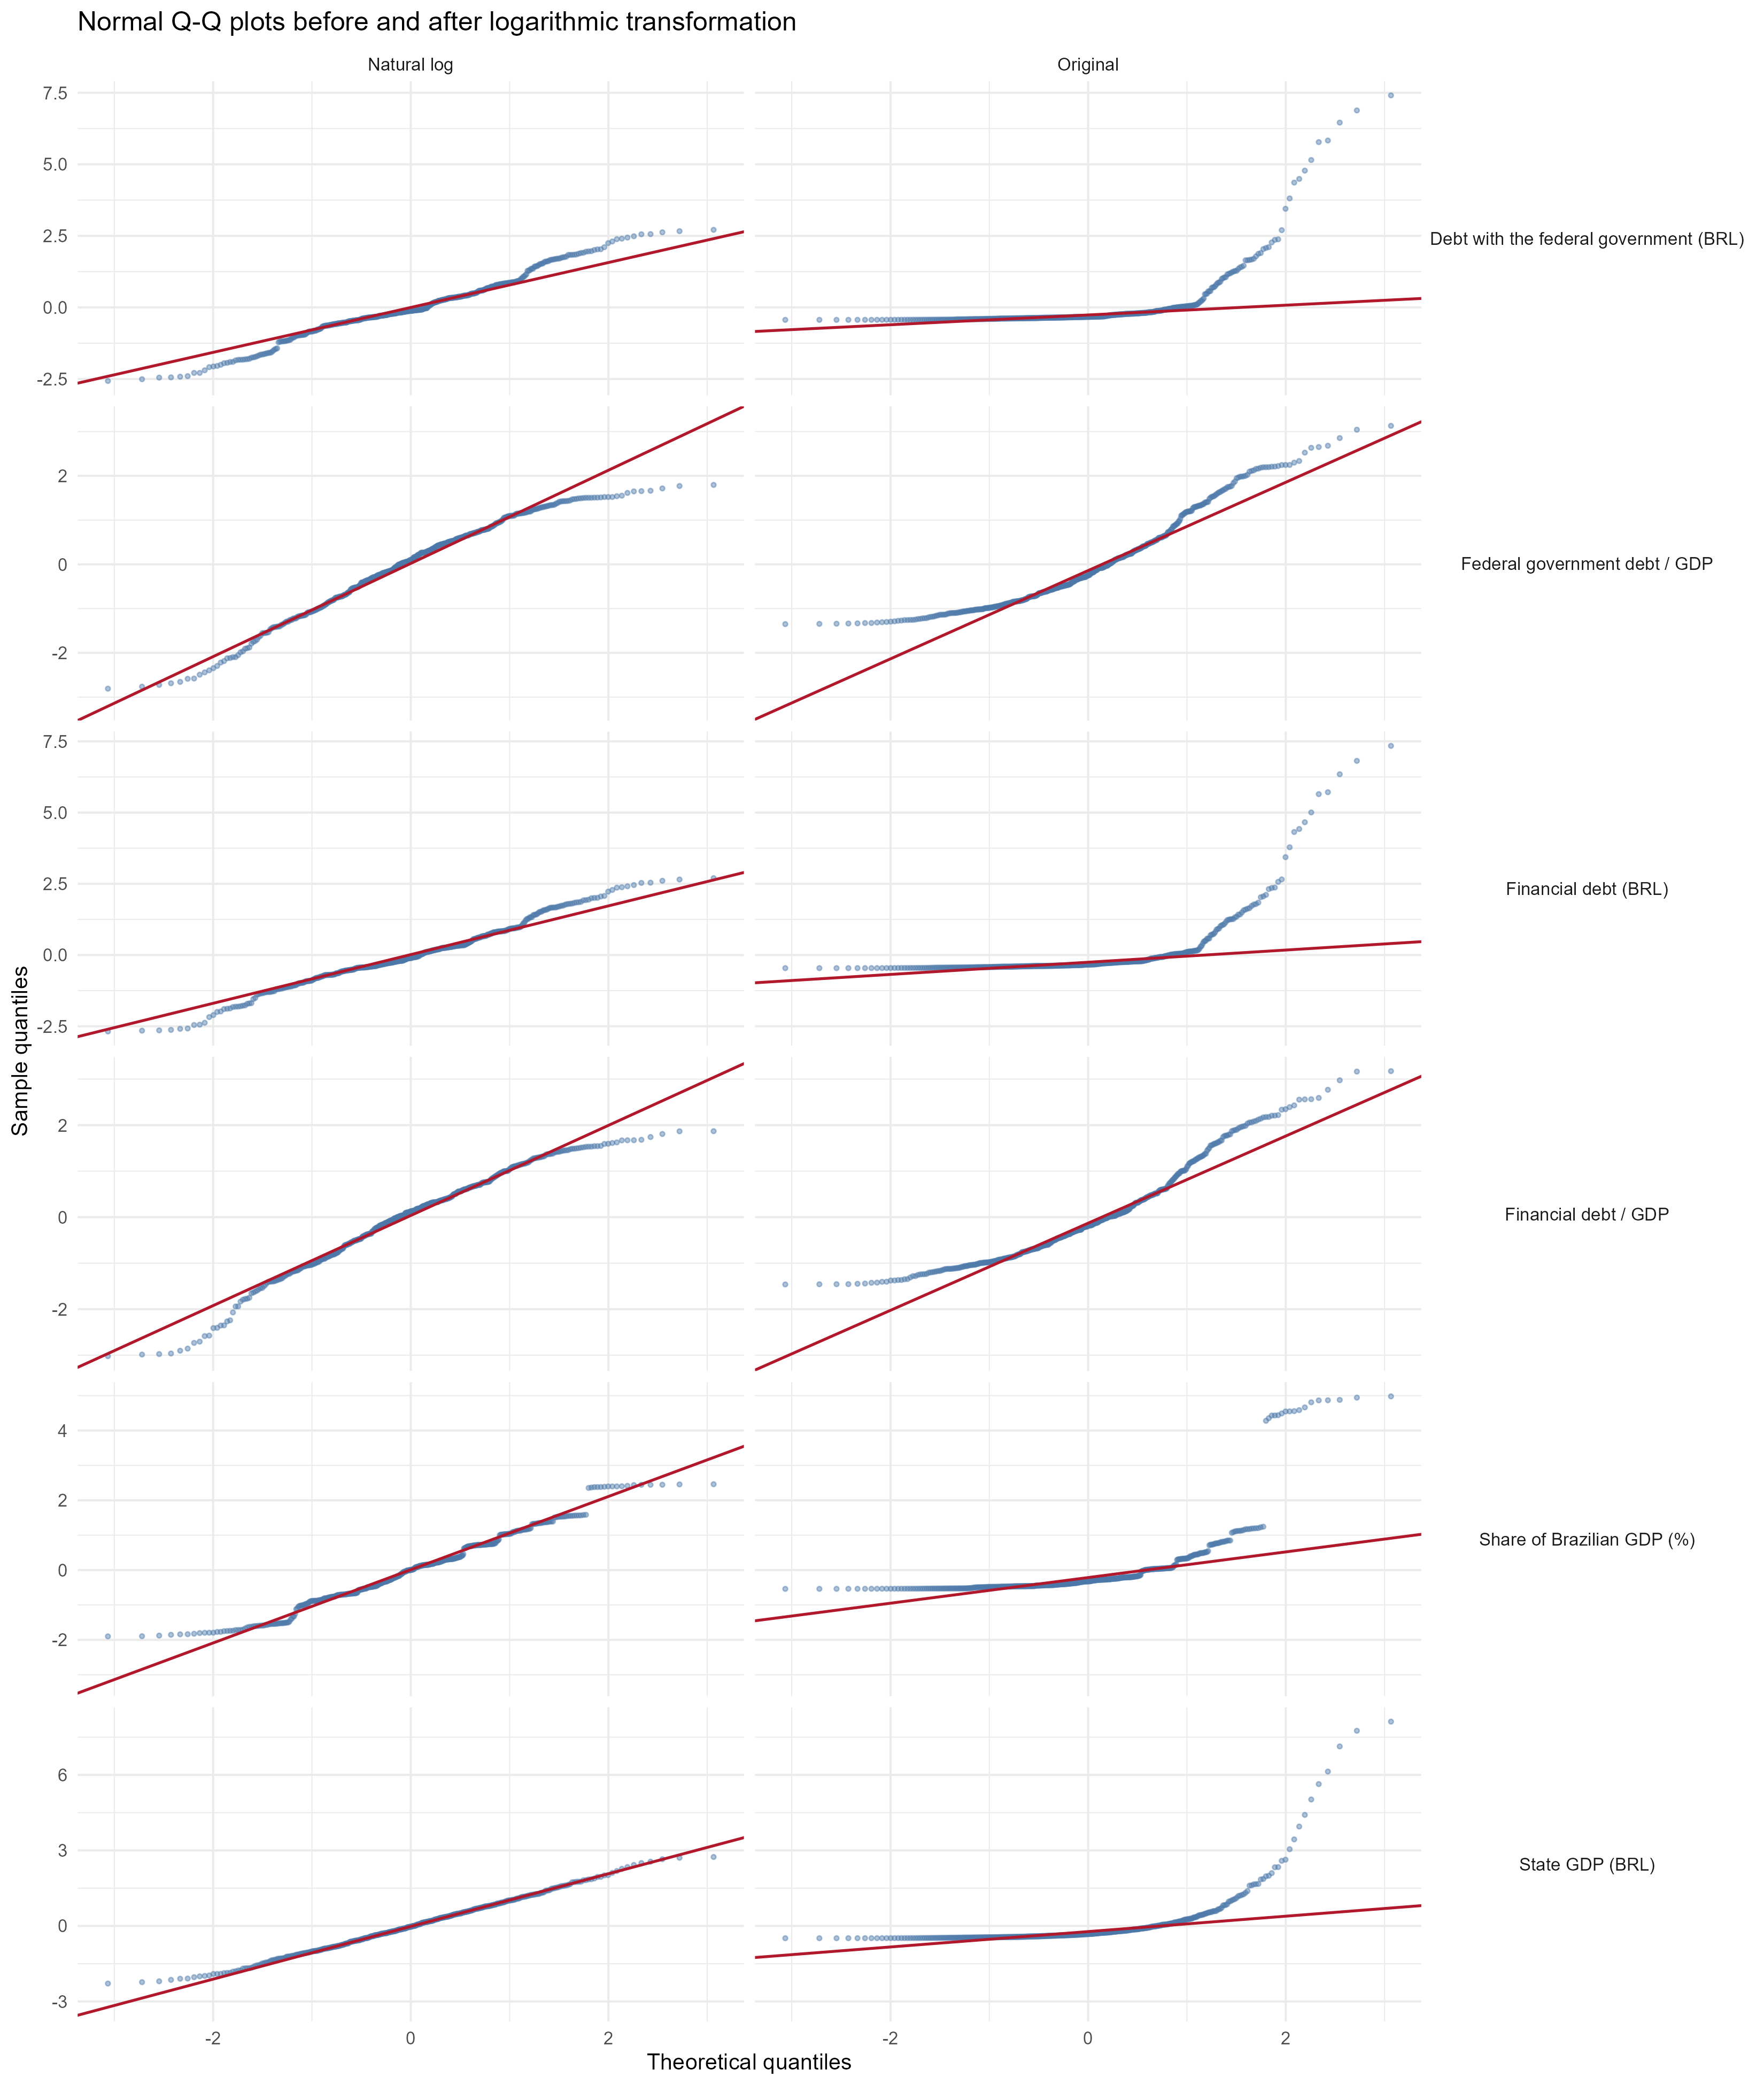 Normal Q-Q plots before and after logarithmic transformation
Natural log
Original
7.5
5.0
2.5
0.0
-2.5
Debt with the federal government (BRL)
2
0
-2
Federal government debt / GDP
7.5
5.0
2.5
0.0
-2.5
Financial debt (BRL)
Sample quantiles
2
0
-2
Financial debt / GDP
4
2
0
-2
Share of Brazilian GDP (%)
6
3
0
-3
State GDP (BRL)
-2 0 2
-2 0 2
Theoretical quantiles